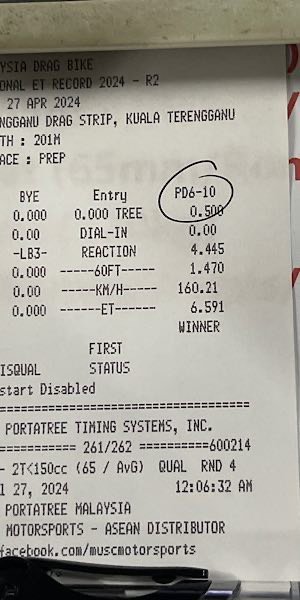 YSIA DRAG BIKE
ONAL ET RECORD 2024 - R2
27 APR 2024
NGGANU DRAG STRIP, KUALA TERENGGANU
TH : 201M
ACE : PREP
BYE Entry PD6-10
0.000 0.000 TREE 0.500
0.00 DIAL-IN 0.00
-LB3- REACTION 4.445
0.000 -----60FT----- 1.470
0.00 -----KM/H----- 160.21
0.000 ------ET------ 6.591
WINNER
FIRST
ISQUAL STATUS
start Disabled
====================================
PORTATREE TIMING SYSTEMS, INC.
=========== 261/262 ==========600214
- 2T<150cc (65 / AvG) QUAL RND 4
l 27, 2024 12:06:32 AM
PORTATREE MALAYSIA
MOTORSPORTS - ASEAN DISTRIBUTOR
facebook.com/muscmotorsports